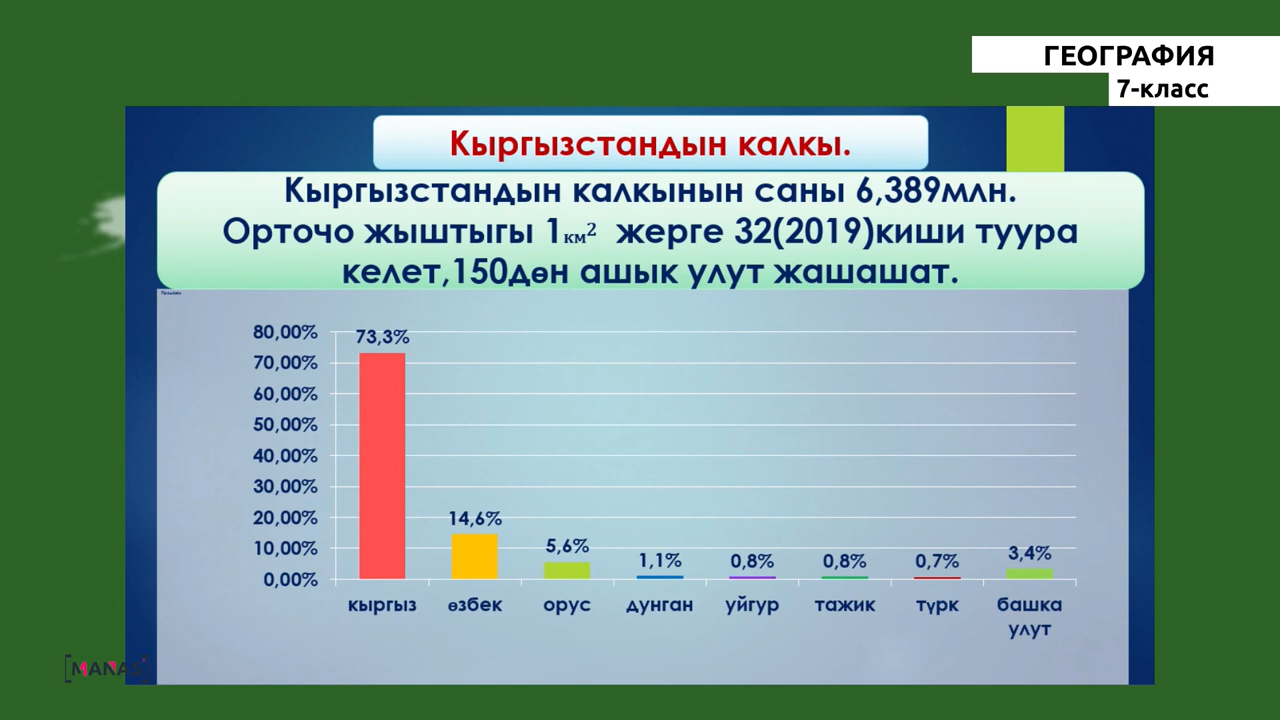 ГЕОГРАФИЯ
7-класс
Кыргызстандын калкы.
Кыргызстандын калкынын саны 6,389млн.
Орточо жыштыгы 1км² жерге 32(2019)киши туура
келет,150дөн ашык улут жашашат.
80,00%
70,00%
60,00%
50,00%
40,00%
30,00%
20,00%
10,00%
0,00%
73,3%
14,6%
5,6%
1,1%
0,8%
0,8%
0,7%
3,4%
кыргыз
өзбек
орус
дунган
уйгур
тажик
түрк
башка
улут
MANAS